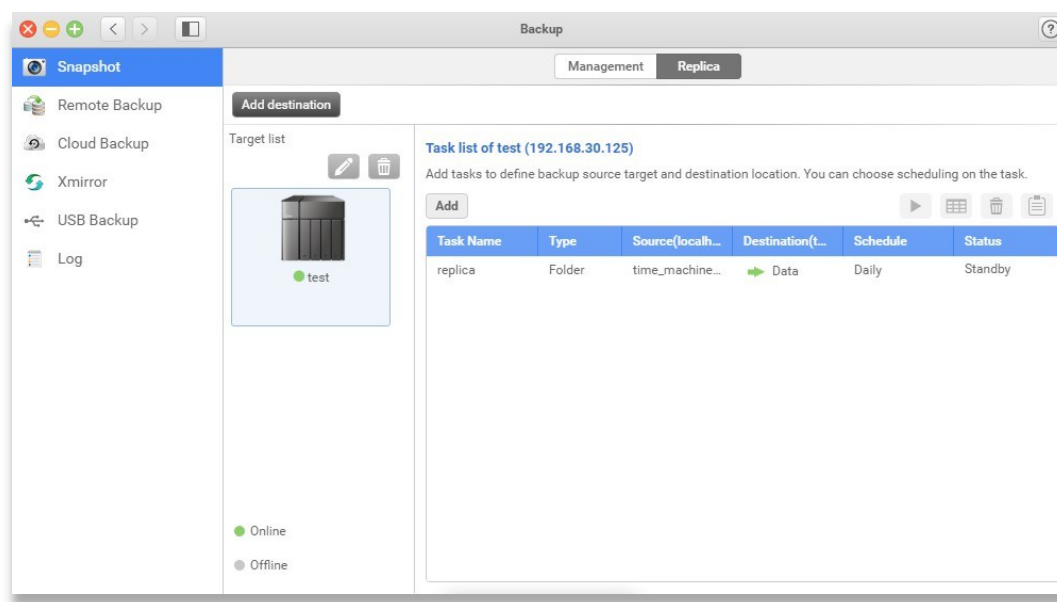 Backup
?
Snapshot
Management Replica
Remote Backup
Add destination
Cloud Backup
Target list
Task list of test (192.168.30.125)
Xmirror
Add tasks to define backup source target and destination location. You can choose scheduling on the task.
USB Backup
Add
Log
Task Name Type Source(localh... Destination(t... Schedule Status
replica Folder time_machine... Data Daily Standby
test
Online
Offline